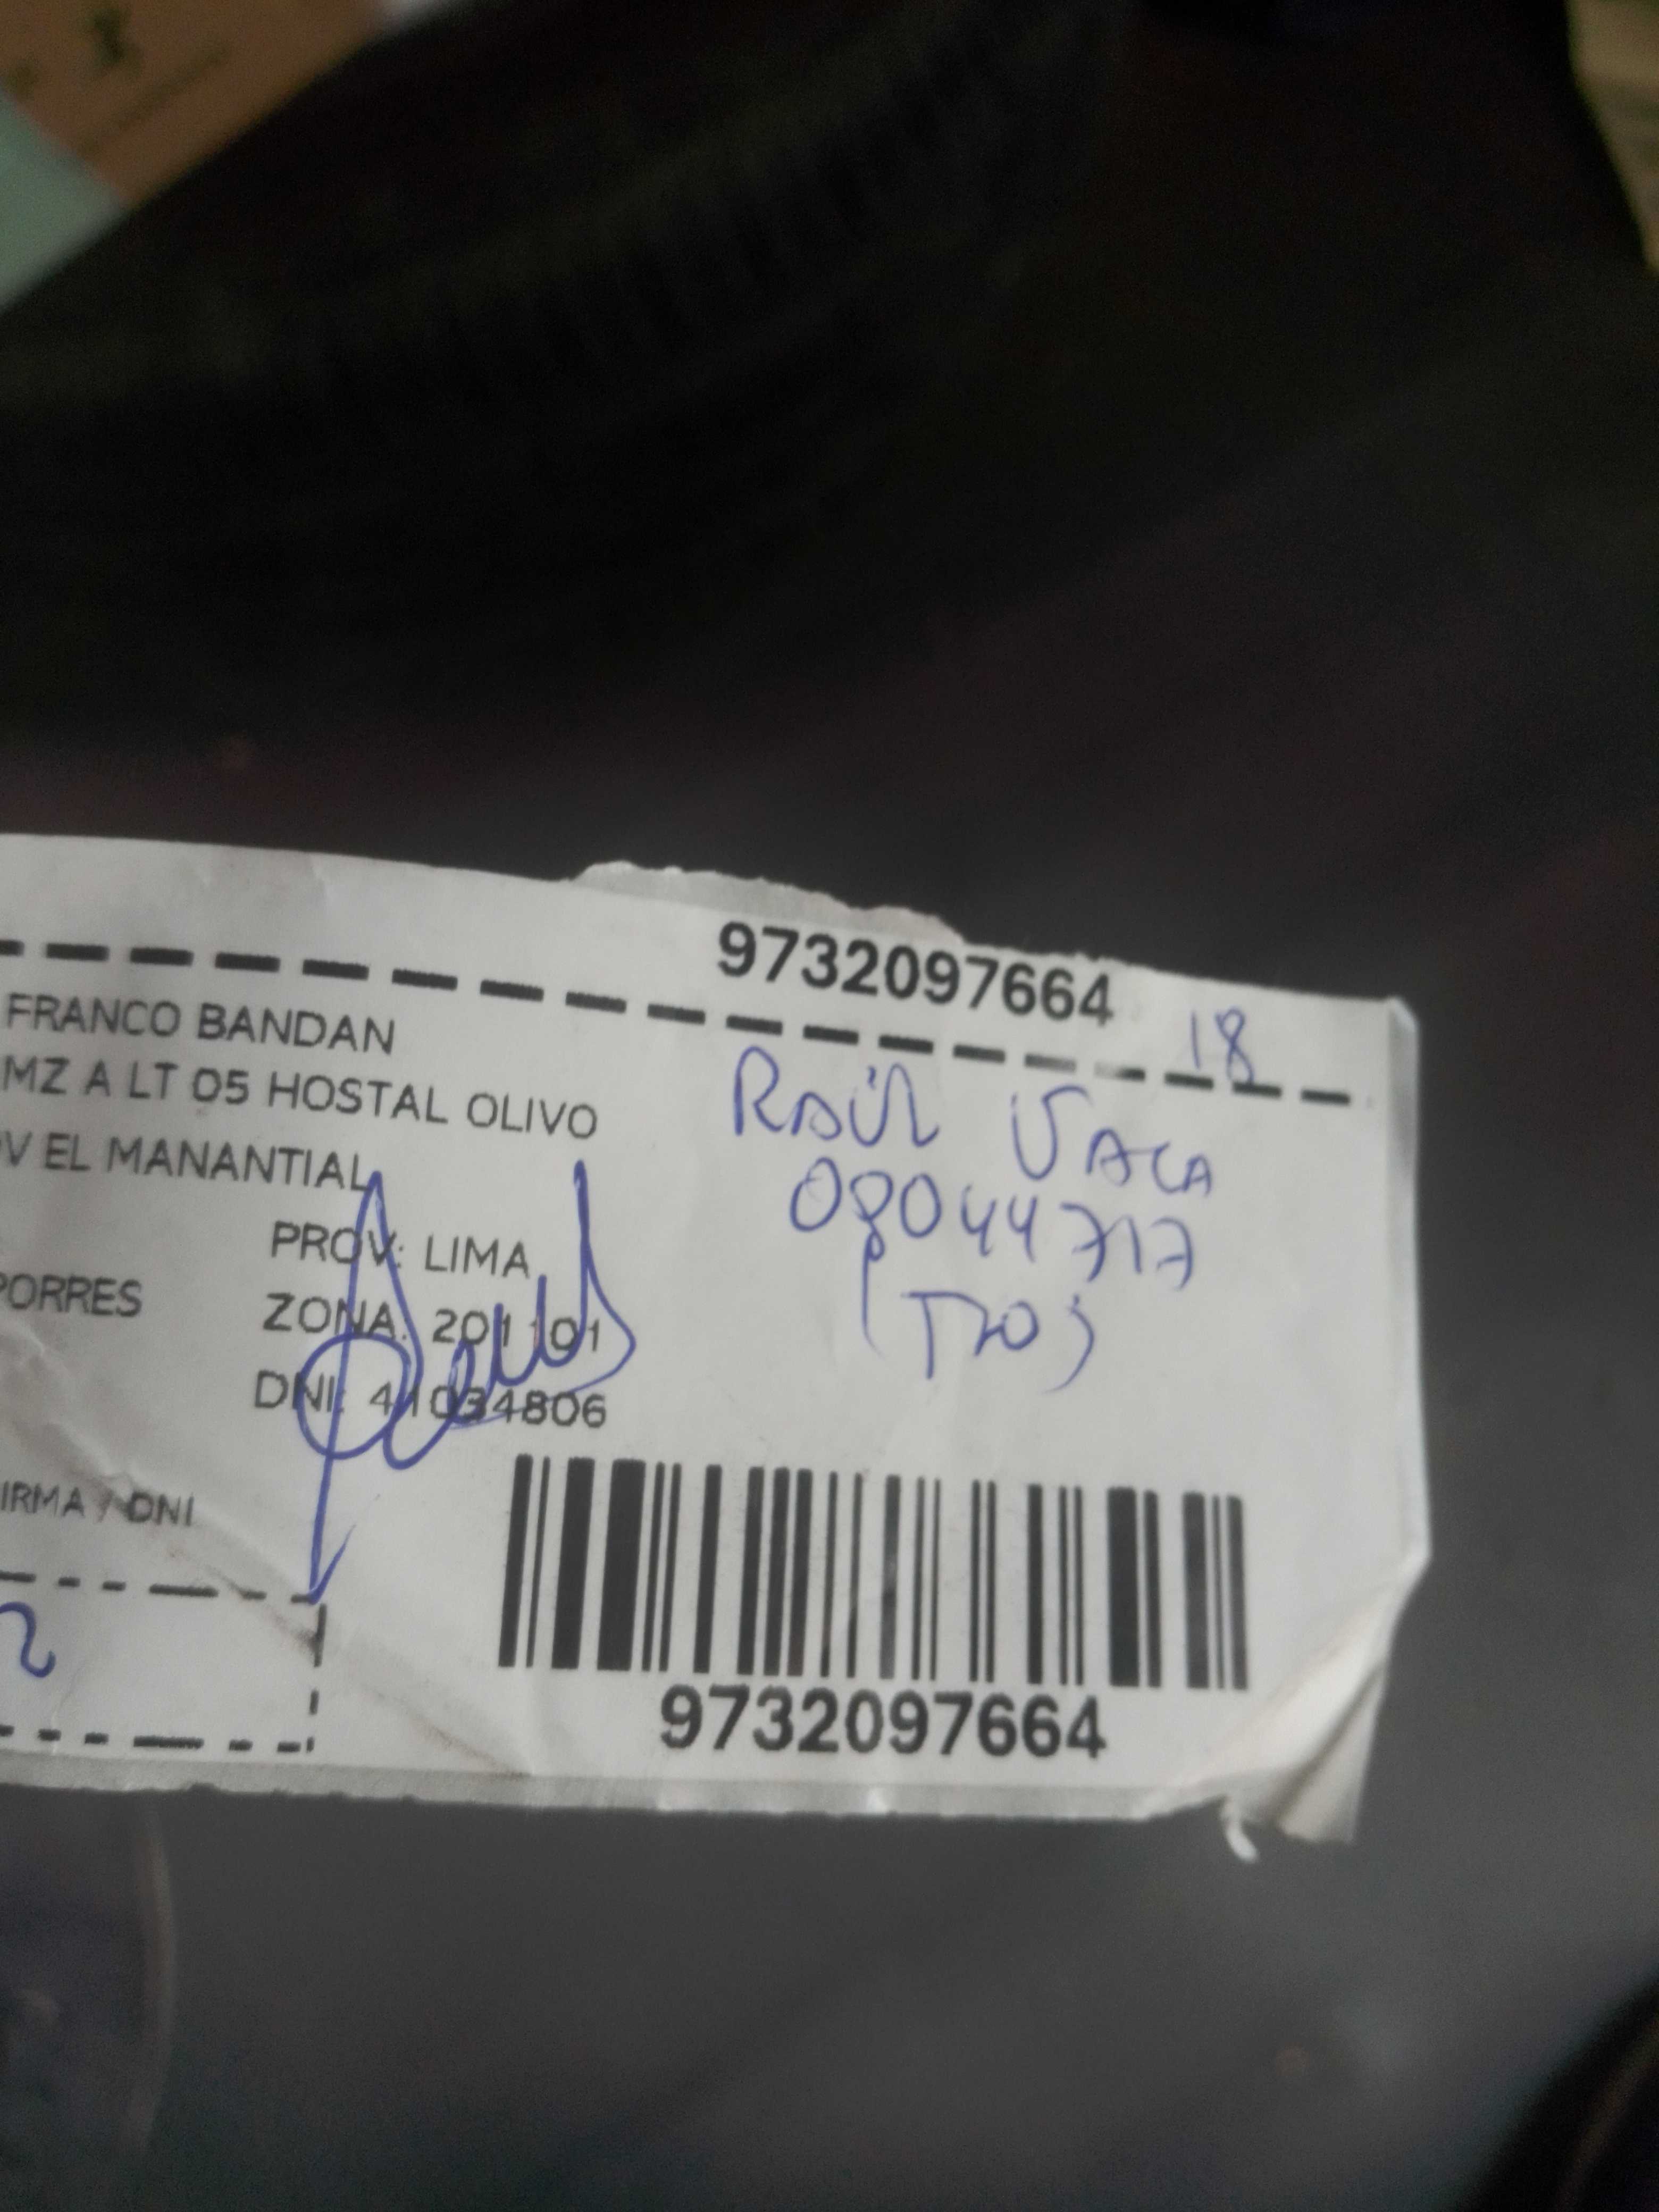 9732097664
18
FRANCO BANDAN
MZ A LT 05 HOSTAL OLIVO
V EL MANANTIAL
PROV: LIMA
PORRES
ZONA: 201101
DNI: 41034806
IRMA / DNI
RAÚL VACA
08044717
(TIO)
9732097664